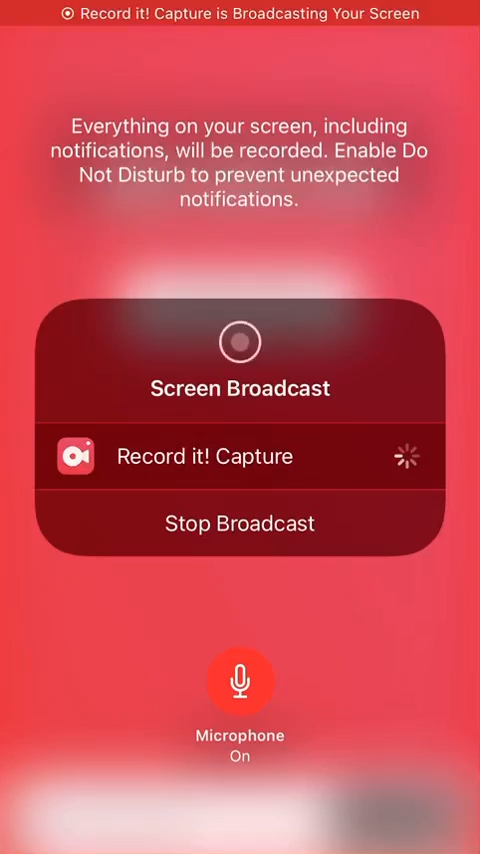 Record it! Capture is Broadcasting Your Screen
Everything on your screen, including
notifications, will be recorded. Enable Do
Not Disturb to prevent unexpected
notifications.
Screen Broadcast
Record it! Capture
Stop Broadcast
Microphone
On